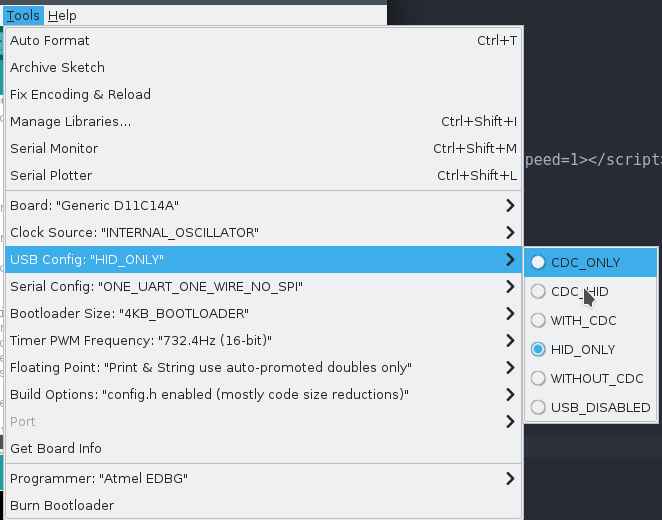 Tools Help
Auto Format Ctrl+T
Archive Sketch
Fix Encoding & Reload
Manage Libraries... Ctrl+Shift+I
Serial Monitor Ctrl+Shift+M
peed=1></script>
Serial Plotter Ctrl+Shift+L
Board: "Generic D11C14A"
Clock Source: "INTERNAL_OSCILLATOR"
USB Config: "HID_ONLY"
CDC_ONLY
CDC_HID
WITH_CDC
HID_ONLY
WITHOUT_CDC
USB_DISABLED
Serial Config: "ONE_UART_ONE_WIRE_NO_SPI"
Bootloader Size: "4KB_BOOTLOADER"
Timer PWM Frequency: "732.4Hz (16-bit)"
Floating Point: "Print & String use auto-promoted doubles only"
Build Options: "config.h enabled (mostly code size reductions)"
Port
Get Board Info
Programmer: "Atmel EDBG"
Burn Bootloader